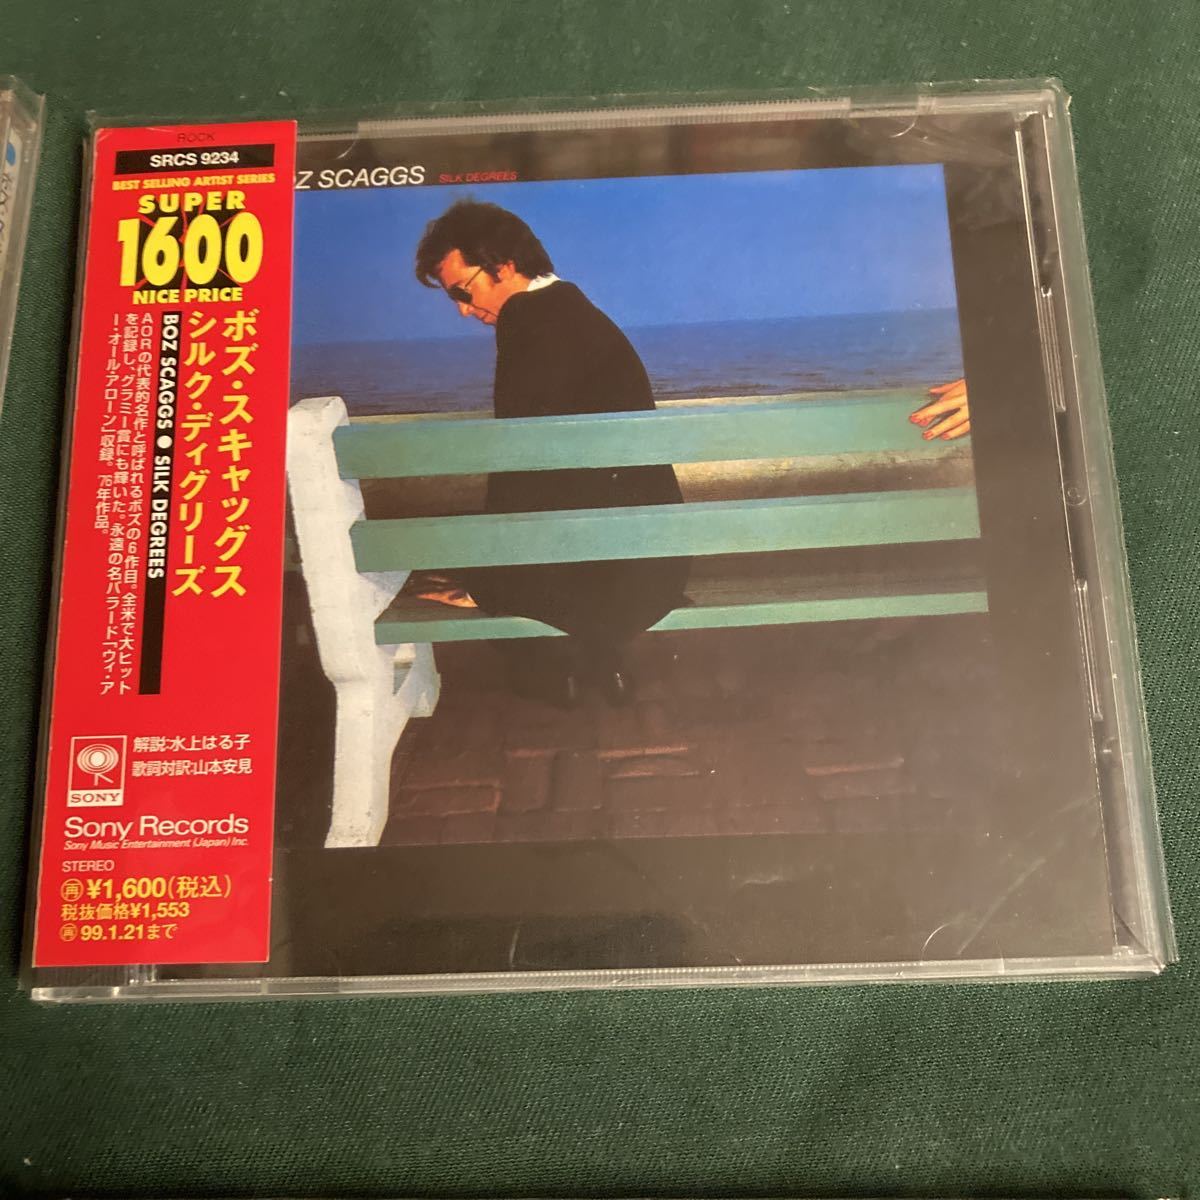 ROCK
SRCS 9234
BEST SELLING ARTIST SERIES
SUPER
1600
NICE PRICE
ボズ・スキャッグス
シルク・ディグリーズ
BOZ SCAGGS ● SILK DEGREES
AORの代表的名作と呼ばれるボズの6作目。全米で大ヒット
を記録し、グラミー賞にも輝いた。永遠の名バラード「ウィ・ア
ー・オール・アローン」収録。76年作品。
解説:水上はる子
歌詞対訳:山本安見
SONY
Sony Records
Sony Music Entertainment (Japan) Inc.
STEREO
再¥1,600(税込)
税抜価格¥1,553
再99.1.21まで
OZ SCAGGS SILK DEGREES